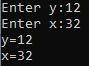 Enter y:12
Enter x:32
y=12
x=32